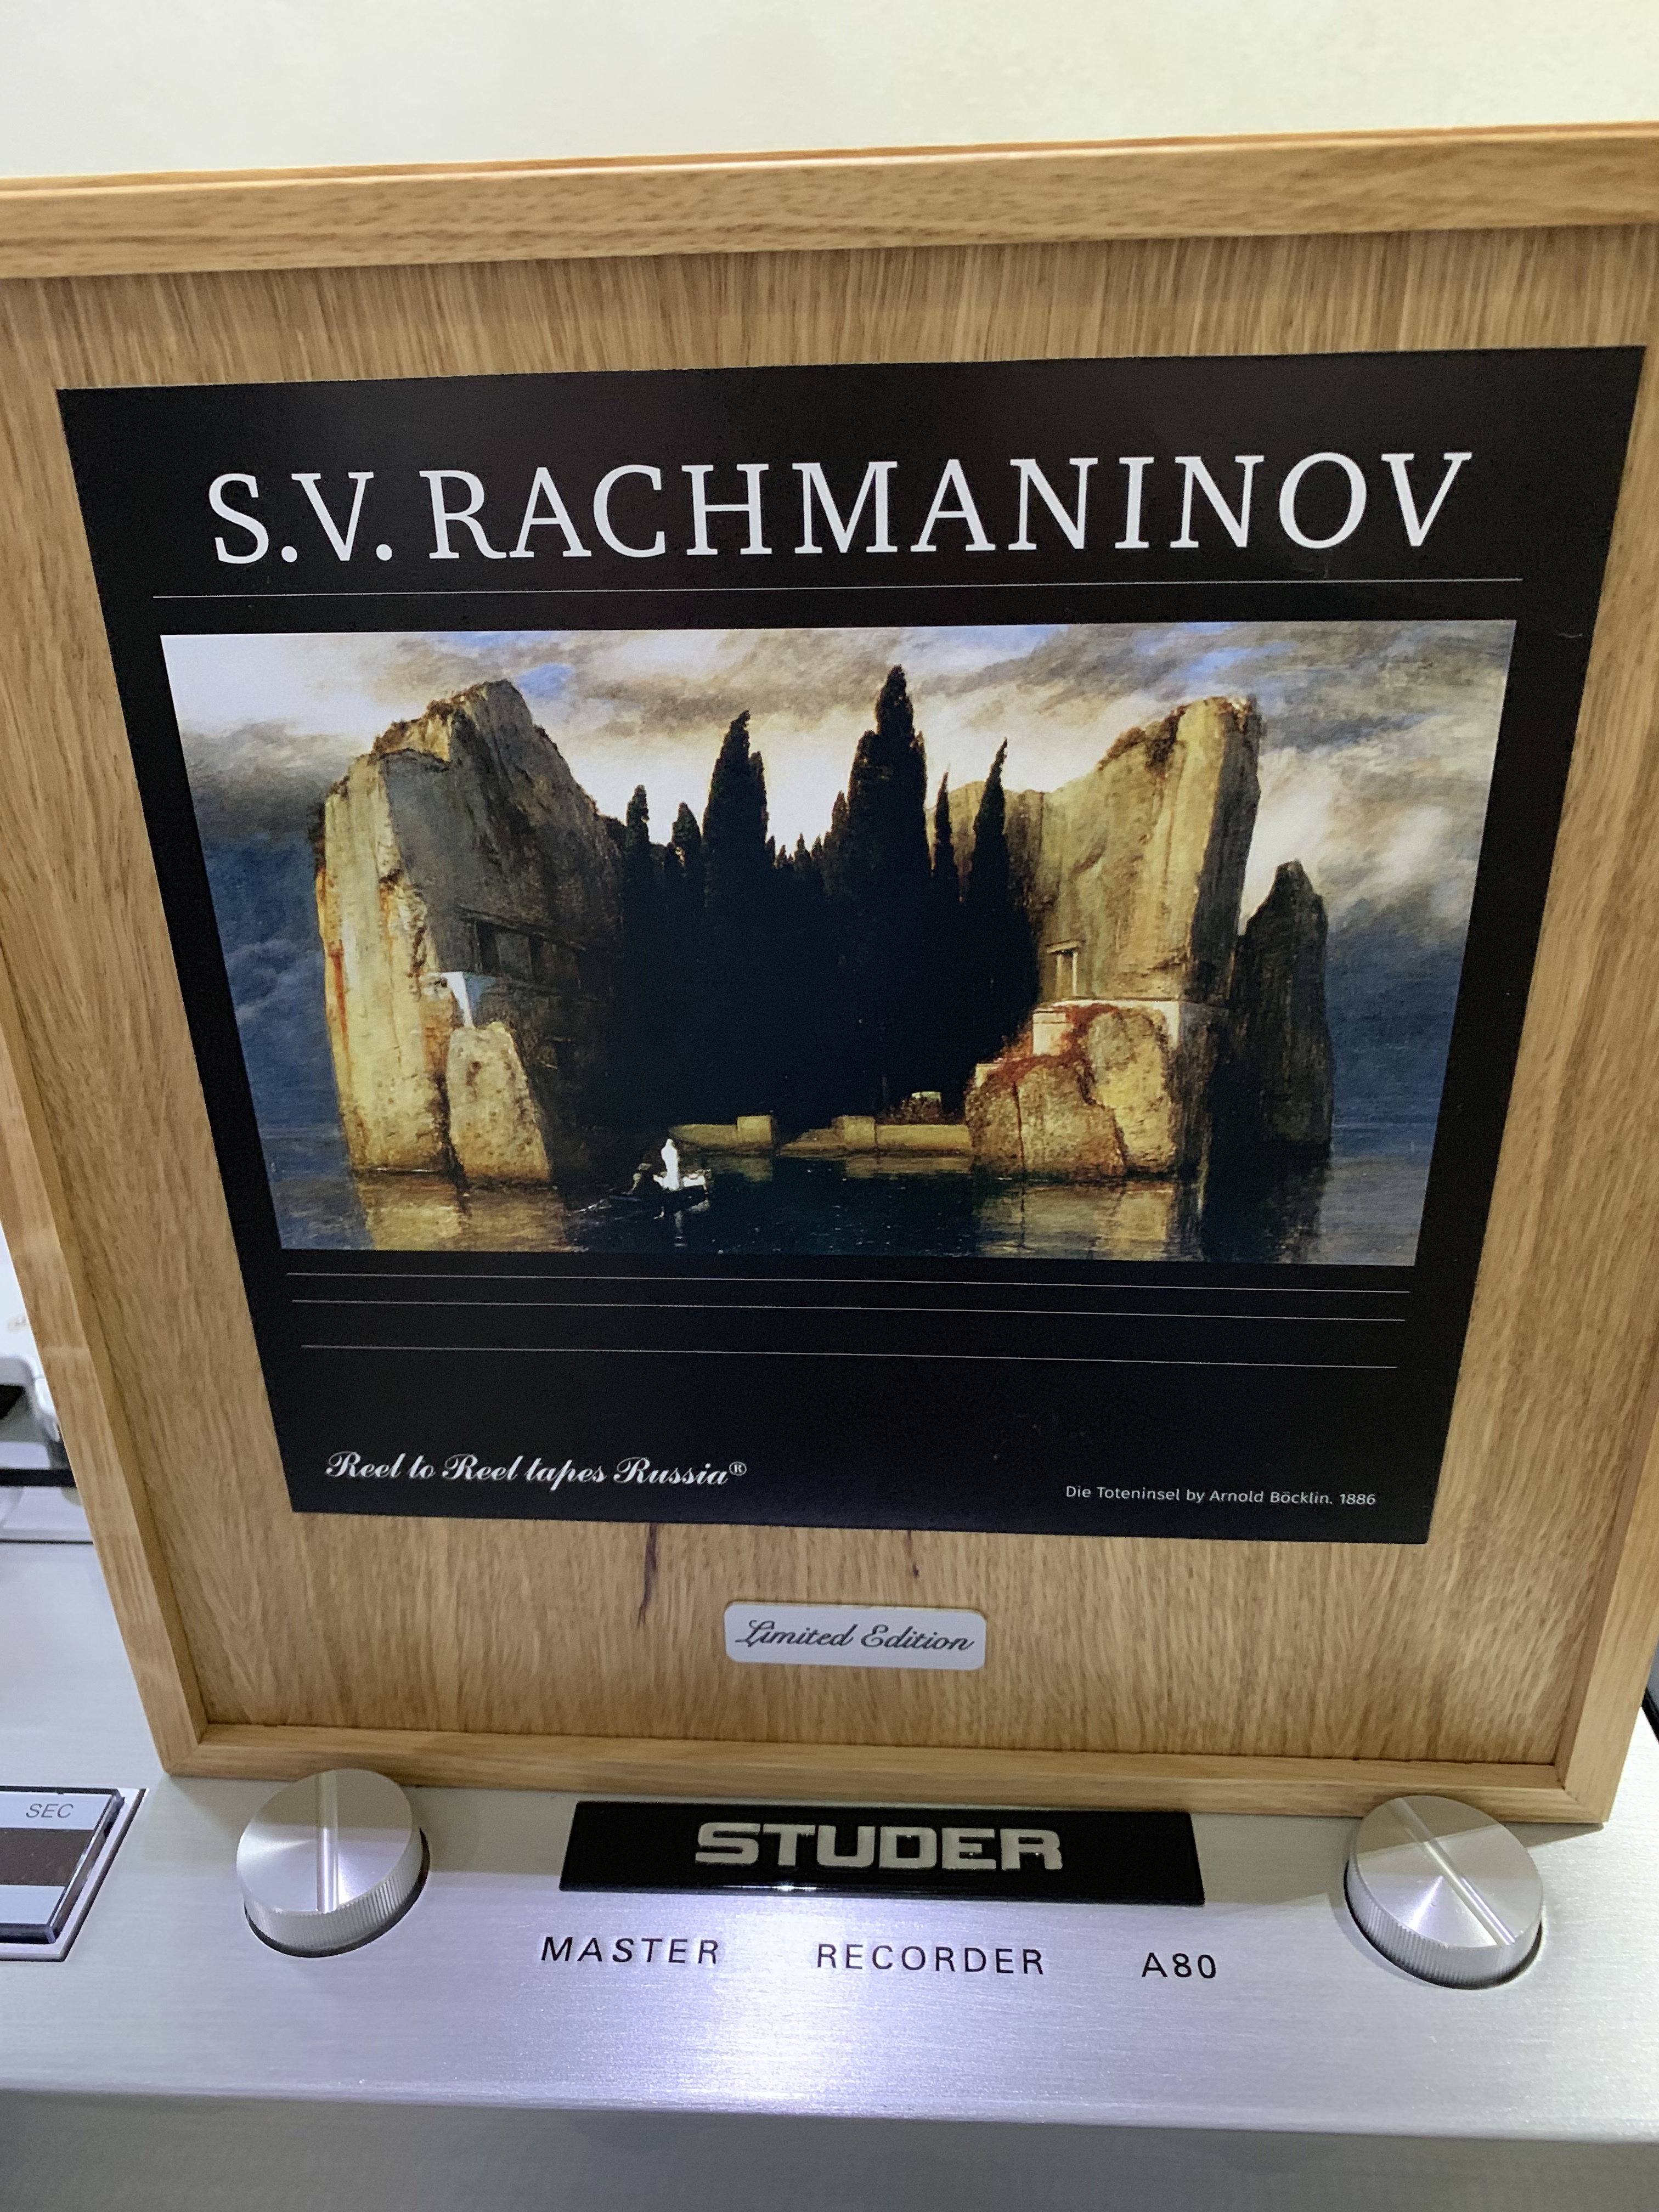 S.V. RACHMANINOV
Reel to Reel tapes Russia®
Die Toteninsel by Arnold Böcklin. 1886
Limited Edition
SEC
STUDER
MASTER RECORDER A80